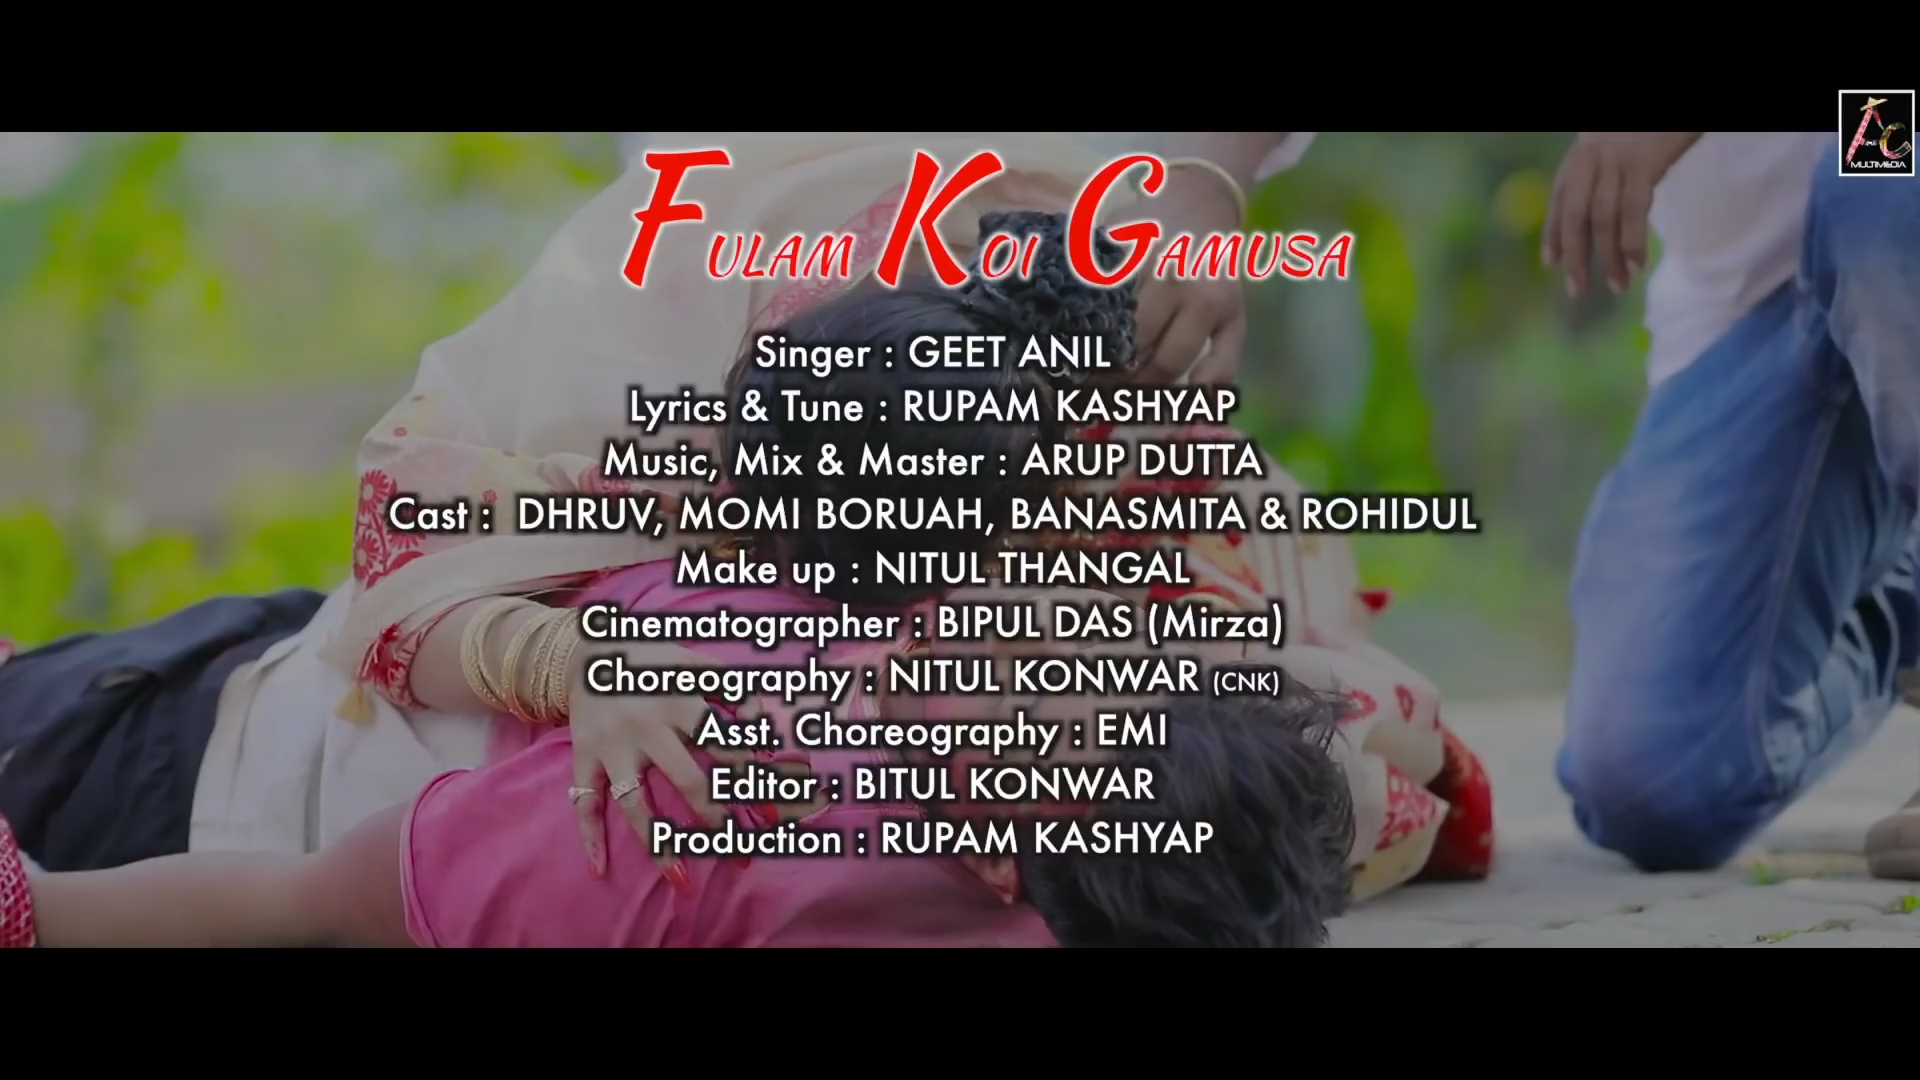 FULAM KOI GAMUSA
Singer : GEET ANIL
Lyrics & Tune : RUPAM KASHYAP
Music, Mix & Master : ARUP DUTTA
Cast : DHRUV, MOMI BORUAH, BANASMITA & ROHIDUL
Make up : NITUL THANGAL
Cinematographer : BIPUL DAS (Mirza)
Choreography : NITUL KONWAR (CNK)
Asst. Choreography : EMI
Editor : BITUL KONWAR
Production : RUPAM KASHYAP
MULTIMEDIA